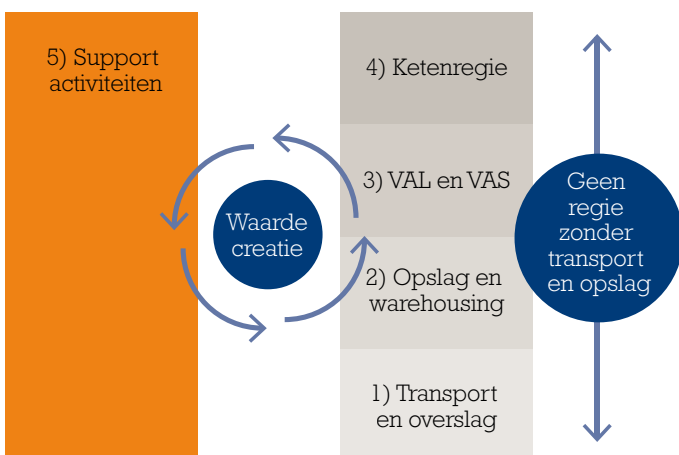 5) Support
activiteiten
Waarde
creatie
4) Ketenregie
3) VAL en VAS
2) Opslag en
warehousing
1) Transport
en overslag
Geen
regie
zonder
transport
en opslag